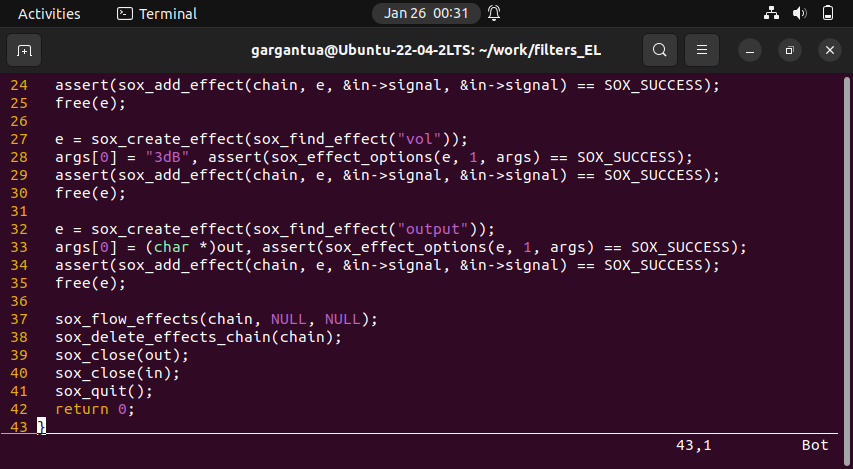 Activities Terminal Jan 26 00:31
gargantua@Ubuntu-22-04-2LTS: ~/work/filters_EL
24   assert(sox_add_effect(chain, e, &in->signal, &in->signal) == SOX_SUCCESS);
25   free(e);
26
27   e = sox_create_effect(sox_find_effect("vol"));
28   args[0] = "3dB", assert(sox_effect_options(e, 1, args) == SOX_SUCCESS);
29   assert(sox_add_effect(chain, e, &in->signal, &in->signal) == SOX_SUCCESS);
30   free(e);
31
32   e = sox_create_effect(sox_find_effect("output"));
33   args[0] = (char *)out, assert(sox_effect_options(e, 1, args) == SOX_SUCCESS);
34   assert(sox_add_effect(chain, e, &in->signal, &in->signal) == SOX_SUCCESS);
35   free(e);
36
37   sox_flow_effects(chain, NULL, NULL);
38   sox_delete_effects_chain(chain);
39   sox_close(out);
40   sox_close(in);
41   sox_quit();
42   return 0;
43 }
43,1 Bot